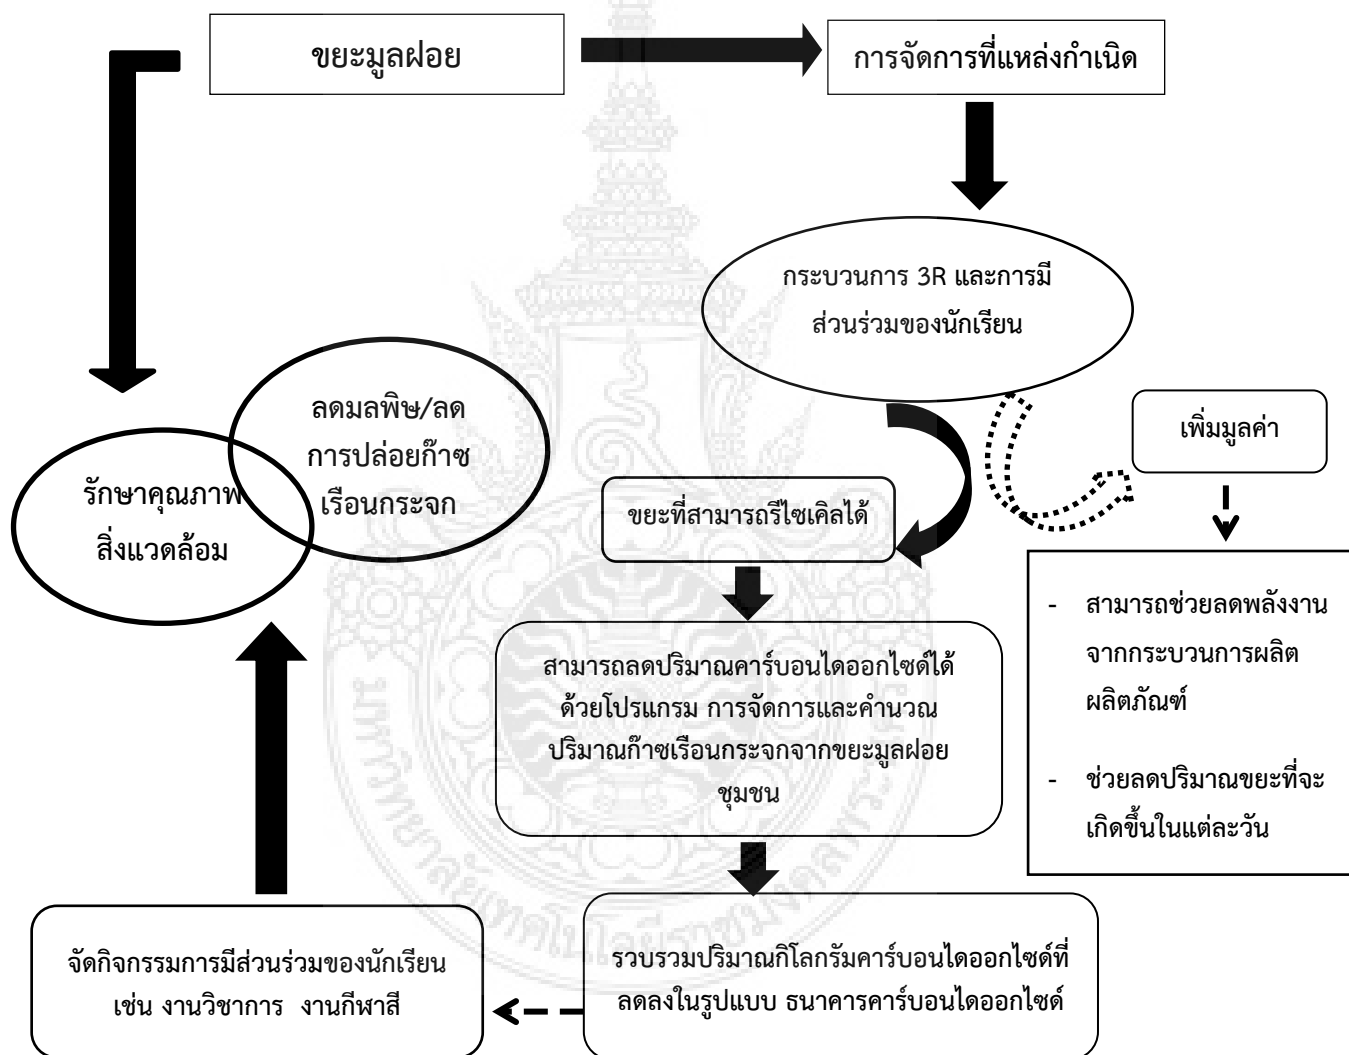 ขยะมูลฝอย
การจัดการที่แหล่งกำเนิด
กระบวนการ 3R และการมี
ส่วนร่วมของนักเรียน
ลดมลพิษ/ลด
การปล่อยก๊าซ
เรือนกระจก
รักษาคุณภาพ
สิ่งแวดล้อม
เพิ่มมูลค่า
ขยะที่สามารถรีไซเคิลได้
- สามารถช่วยลดพลังงาน
จากกระบวนการผลิต
ผลิตภัณฑ์
- ช่วยลดปริมาณขยะที่จะ
เกิดขึ้นในแต่ละวัน
สามารถลดปริมาณคาร์บอนไดออกไซด์ได้
ด้วยโปรแกรม การจัดการและคำนวณ
ปริมาณก๊าซเรือนกระจกจากขยะมูลฝอย
ชุมชน
รวบรวมปริมาณกิโลกรัมคาร์บอนไดออกไซด์ที่
ลดลงในรูปแบบ ธนาคารคาร์บอนไดออกไซด์
จัดกิจกรรมการมีส่วนร่วมของนักเรียน
เช่น งานวิชาการ งานกีฬาสี